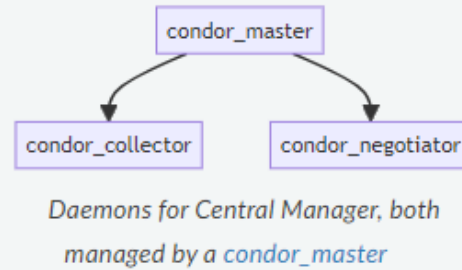 condor_master
condor_collector
condor_negotiator
Daemons for Central Manager, both
managed by a condor_master